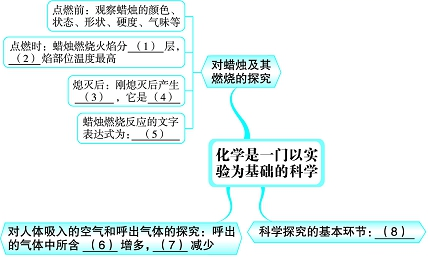 点燃前：观察蜡烛的颜色、
状态、形状、硬度、气味等
点燃时：蜡烛燃烧火焰分（1）层，
（2）焰部位温度最高
熄灭后：刚熄灭后产生
（3），它是（4）
蜡烛燃烧反应的文字
表达式为：（5）
对蜡烛及其
燃烧的探究
化学是一门以实
验为基础的科学
对人体吸入的空气和呼出气体的探究：呼出
的气体中所含（6）增多，（7）减少
科学探究的基本环节：（8）